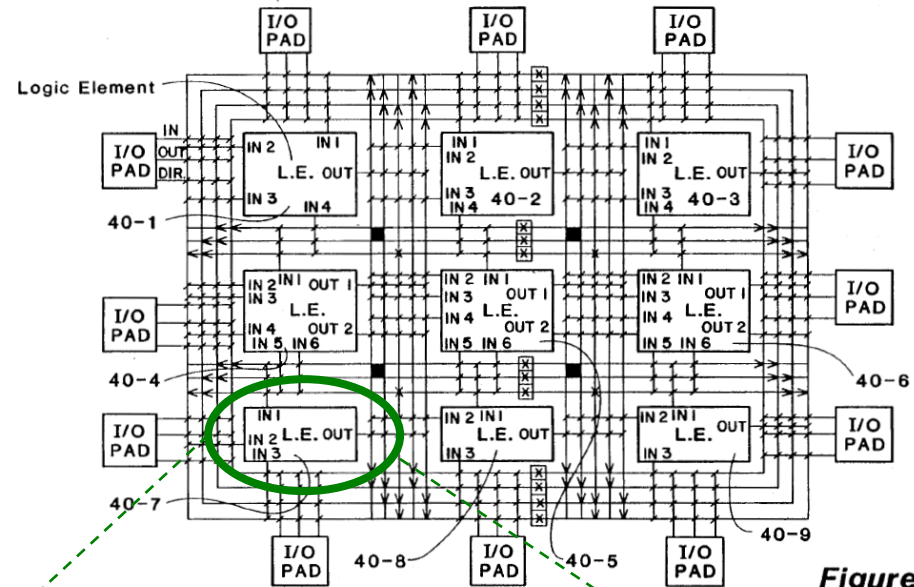 I/O
PAD
I/O
PAD
I/O
PAD
Logic Element
X
X
X
X
I/O
PAD
IN
OUT
DIR.
IN 2
IN 1
L.E. OUT
IN 3
IN 4
40-1
IN 1
IN 2
L.E. OUT
IN 3
IN 4
40-2
IN 1
IN 2
L.E. OUT
IN 3
IN 4
40-3
I/O
PAD
X
X
X
I/O
PAD
IN 2 IN 1 OUT 1
IN 3
L.E.
IN 4 OUT 2
IN 5 IN 6
40-4
IN 2 IN 1
IN 3 OUT 1
IN 4 L.E.
OUT 2
IN 5 IN 6
IN 2 IN 1
IN 3 OUT 1
IN 4 L.E.
OUT 2
IN 5 IN 6
40-6
I/O
PAD
X
X
X
I/O
PAD
IN 1
IN 2 L.E. OUT
IN 3
40-7
IN 2 IN 1
L.E. OUT
IN 3
40-8
40-5
IN 2 IN 1
OUT
L.E.
IN 3
40-9
I/O
PAD
X
X
X
X
I/O
PAD
I/O
PAD
I/O
PAD
Figure